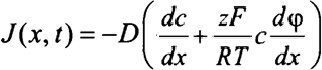 J(x,t) = -D( dc/dx + zF/RT c dφ/dx )